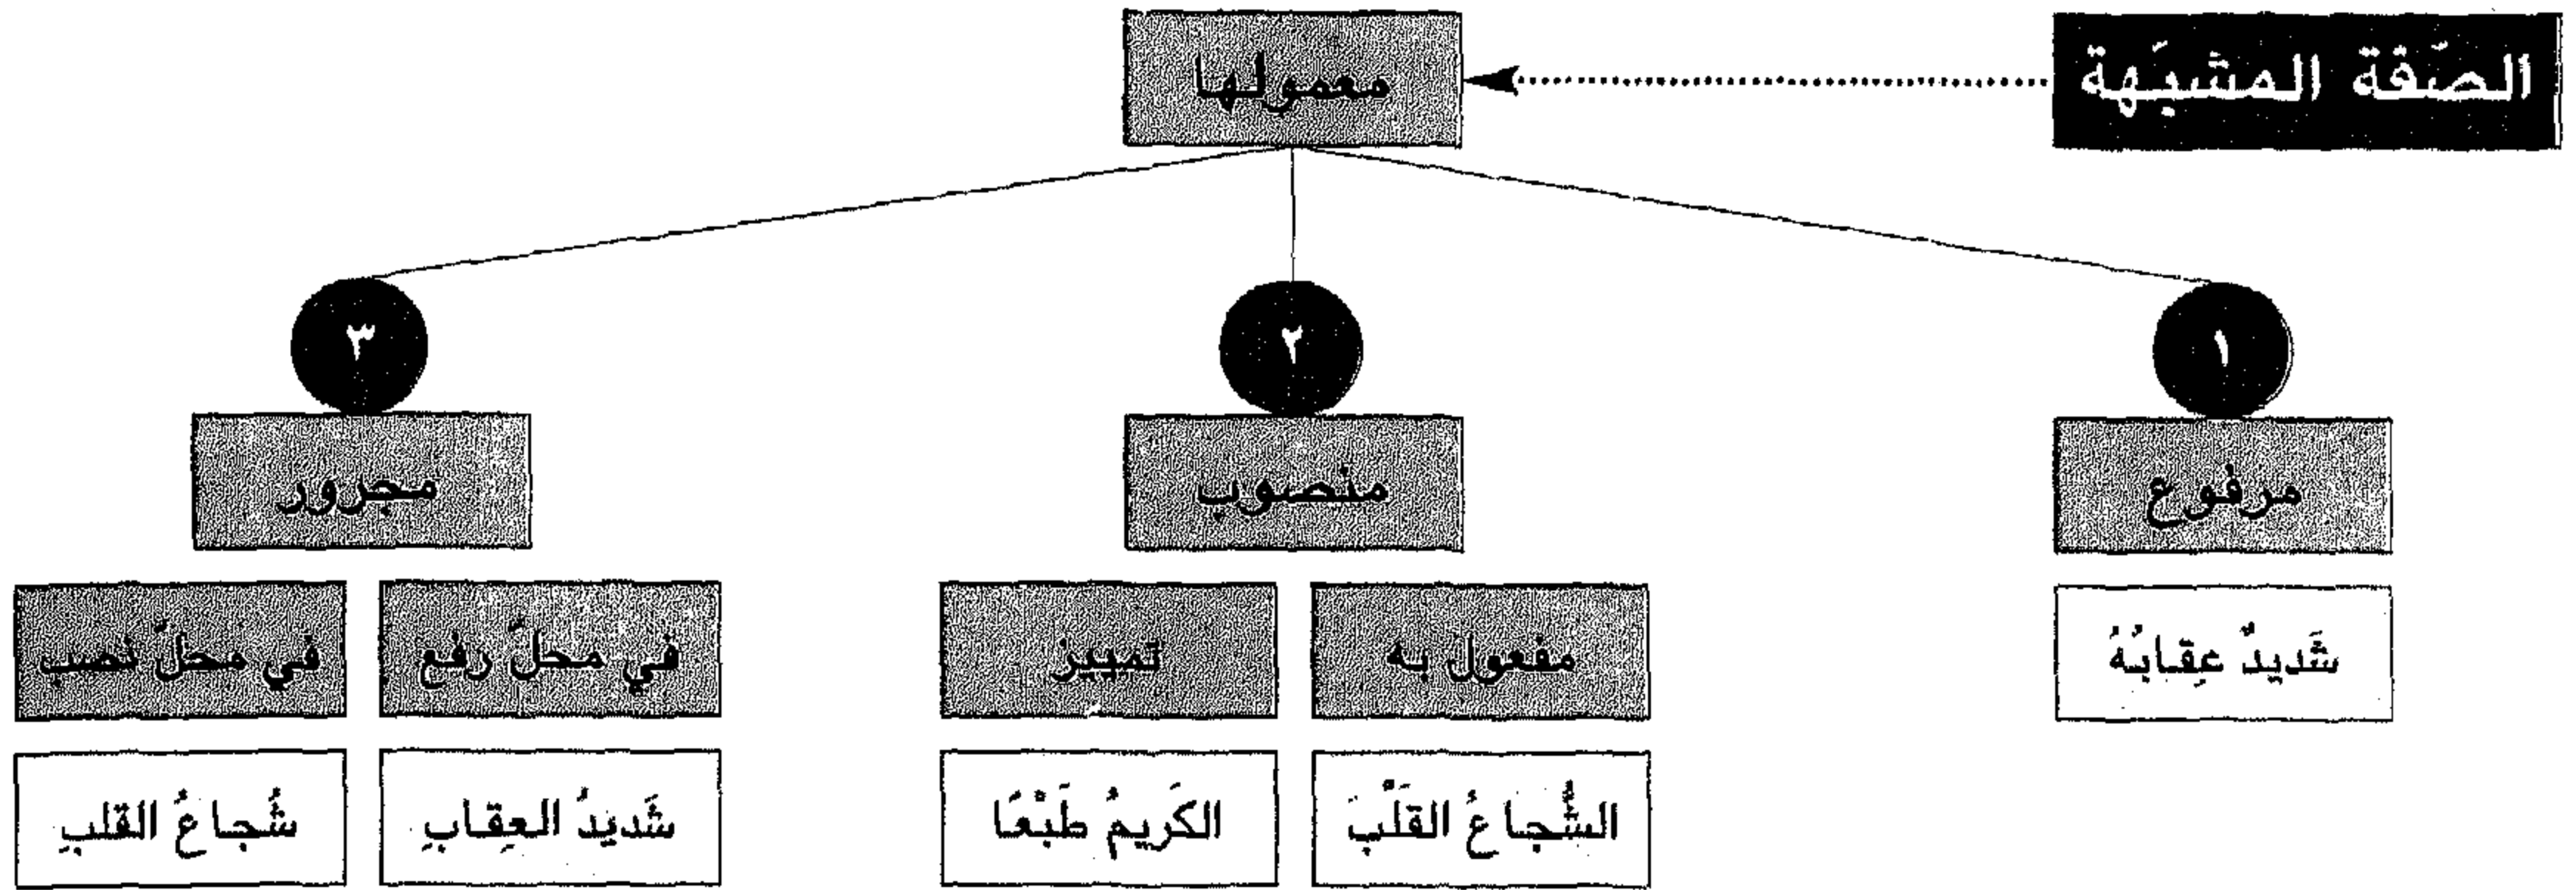 الصّفة المشبَّهة
معمولها
١
٢
٣
مرفوع
منصوب
مجرور
شَديدٌ عِقابُهُ
مفعول به
تمييز
في محلّ رفع
في محلّ نصب
الشُّجاعُ القَلْبَ
الكَريمُ طَبْعًا
شَديدُ العِقابِ
شُجاعُ القلبِ